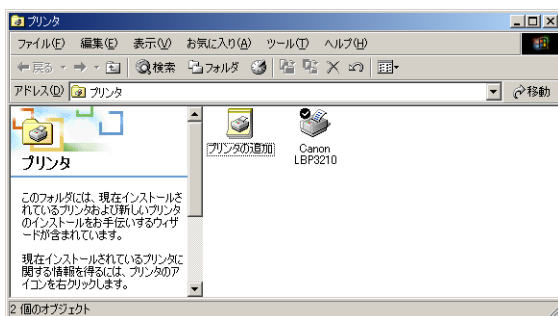 プリンタ
ファイル(F) 編集(E) 表示(V) お気に入り(A) ツール(T) ヘルプ(H)
戻る 検索 フォルダ
アドレス(D) プリンタ 移動
プリンタ
このフォルダには、現在インストールさ
れているプリンタおよび新しいプリンタ
のインストールをお手伝いするウィザ
ードが含まれています。
現在インストールされているプリンタに
関する情報を得るには、プリンタのア
イコンを右クリックします。
プリンタの追加
Canon
LBP3210
2 個のオブジェクト